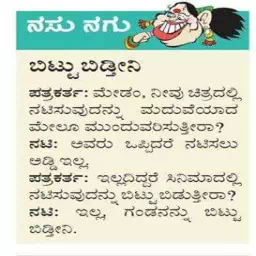 ನಸು ನಗು
ಬಿಟ್ಟುಬಿಡ್ತೀನಿ
ಪತ್ರಕರ್ತ: ಮೇಡಂ, ನೀವು ಚಿತ್ರದಲ್ಲಿ
ನಟಿಸುವುದನ್ನು ಮದುವೆಯಾದ
ಮೇಲೂ ಮುಂದುವರಿಸುತ್ತೀರಾ?
ನಟಿ: ಅವರು ಒಪ್ಪಿದರೆ ನಟಿಸಲು
ಅಡ್ಡಿ ಇಲ್ಲ.
ಪತ್ರಕರ್ತ: ಇಲ್ಲದಿದ್ದರೆ ಸಿನಿಮಾದಲ್ಲಿ
ನಟಿಸುವುದನ್ನು ಬಿಟ್ಟುಬಿಡುತ್ತೀರಾ?
ನಟಿ: ಇಲ್ಲ, ಗಂಡನನ್ನು ಬಿಟ್ಟು
ಬಿಡ್ತೀನಿ.